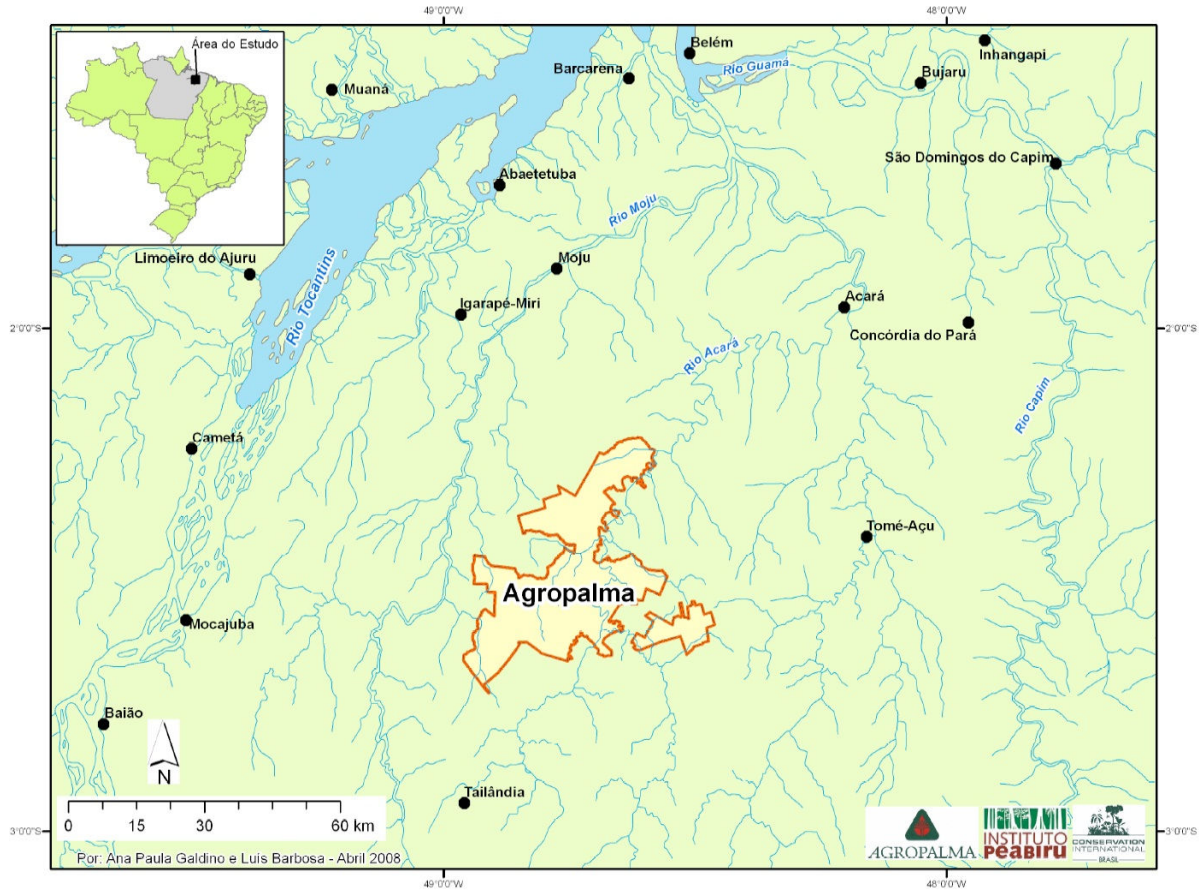 49°0'0"W
48°0'0"W
Área do Estudo
Belém
Inhangapi
Rio Guama
Barcarena
Bujaru
Muaná
São Domingos do Capim
Abaetetuba
Rio Moju
Limoeiro do Ajuru
Moju
Rio Tocantins
Igarapé-Miri
Acará
2°0'0"S
2°0'0"S
Concórdia do Pará
Rio Acará
Rio Capim
Cametá
Tomé-Açu
Agropalma
Mocajuba
Baião
N
Tailândia
0 15 30 60 km
3°0'0"S
3°0'0"S
AGROPALMA
INSTITUTO
PEABIRU
CONSERVATION
INTERNATIONAL
BRASIL
Por: Ana Paula Galdino e Luis Barbosa - Abril 2008
49°0'0"W
48°0'0"W